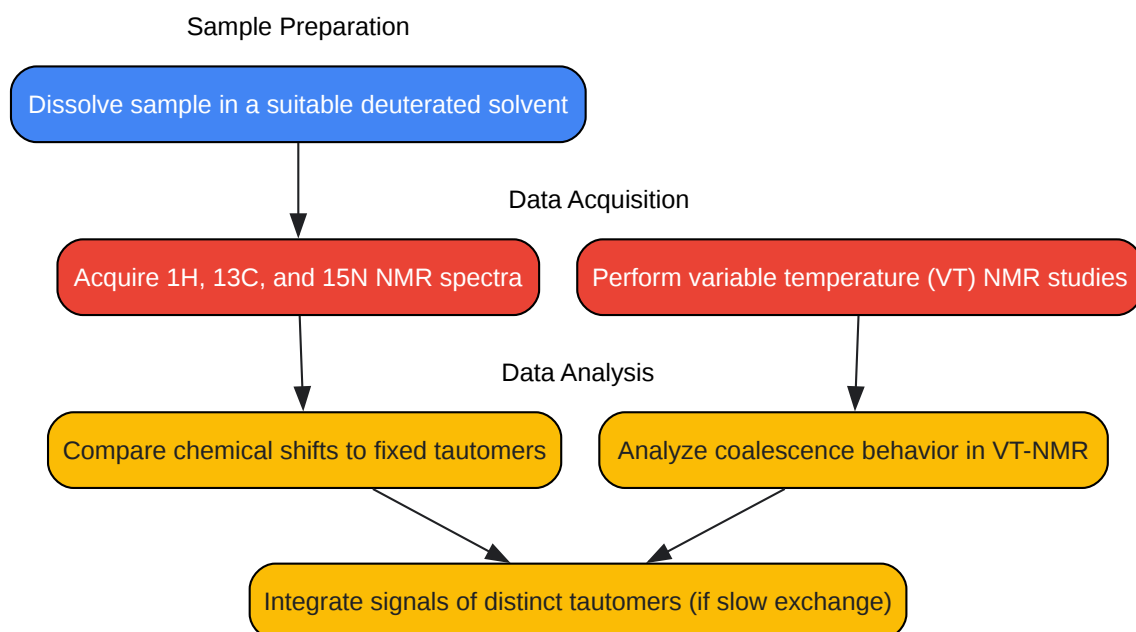 Sample Preparation
Dissolve sample in a suitable deuterated solvent
Data Acquisition
Acquire 1H, 13C, and 15N NMR spectra
Perform variable temperature (VT) NMR studies
Data Analysis
Compare chemical shifts to fixed tautomers
Analyze coalescence behavior in VT-NMR
Integrate signals of distinct tautomers (if slow exchange)